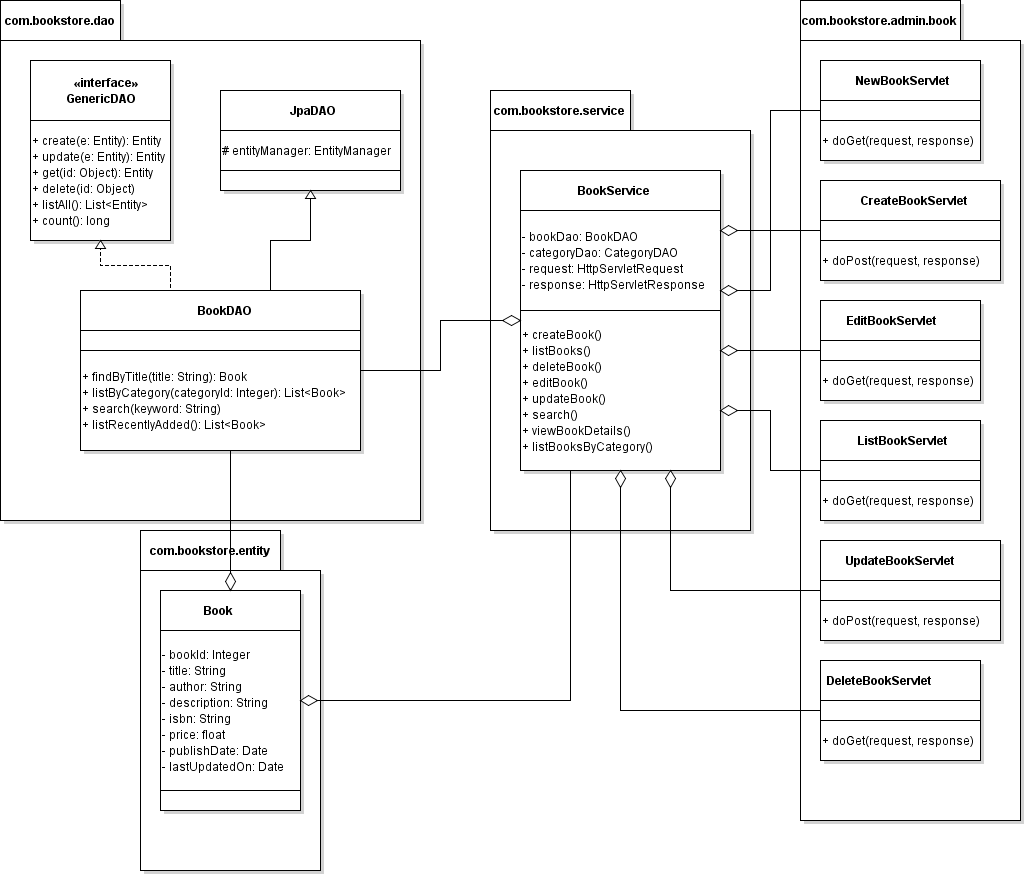 com.bookstore.dao
«interface»
GenericDAO
+ create(e: Entity): Entity
+ update(e: Entity): Entity
+ get(id: Object): Entity
+ delete(id: Object)
+ listAll(): List<Entity>
+ count(): long
JpaDAO
# entityManager: EntityManager
BookDAO
+ findByTitle(title: String): Book
+ listByCategory(categoryId: Integer): List<Book>
+ search(keyword: String)
+ listRecentlyAdded(): List<Book>
com.bookstore.entity
Book
- bookId: Integer
- title: String
- author: String
- description: String
- isbn: String
- price: float
- publishDate: Date
- lastUpdatedOn: Date
com.bookstore.service
BookService
- bookDao: BookDAO
- categoryDao: CategoryDAO
- request: HttpServletRequest
- response: HttpServletResponse
+ createBook()
+ listBooks()
+ deleteBook()
+ editBook()
+ updateBook()
+ search()
+ viewBookDetails()
+ listBooksByCategory()
com.bookstore.admin.book
NewBookServlet
+ doGet(request, response)
CreateBookServlet
+ doPost(request, response)
EditBookServlet
+ doGet(request, response)
ListBookServlet
+ doGet(request, response)
UpdateBookServlet
+ doPost(request, response)
DeleteBookServlet
+ doGet(request, response)